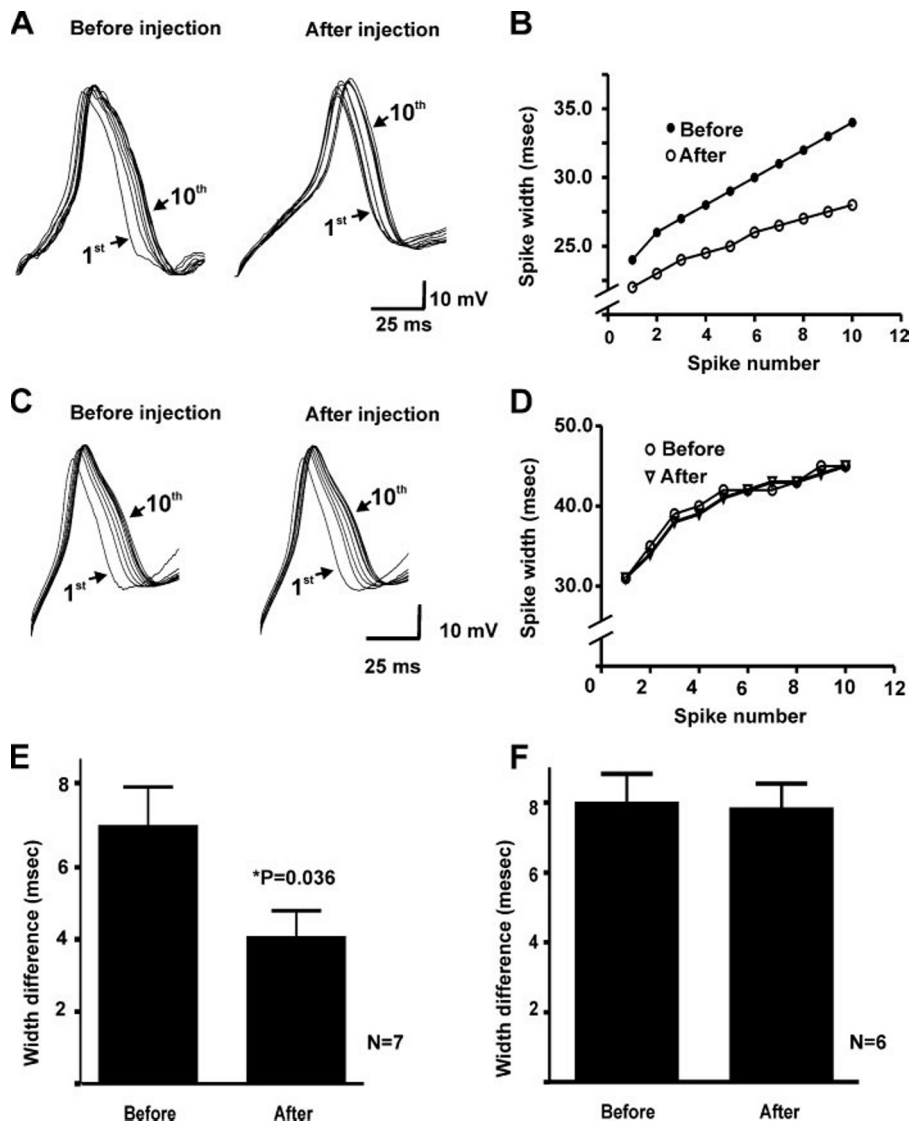 A
Before injection
After injection
10th
1st
10th
1st
10 mV
25 ms
B
Spike width (msec)
35.0
30.0
25.0
Before
After
0 2 4 6 8 10 12
Spike number
C
Before injection
After injection
10th
1st
10th
1st
10 mV
25 ms
D
Spike width (msec)
50.0
40.0
30.0
Before
After
0 2 4 6 8 10 12
Spike number
E
Width difference (msec)
8
6
4
2
*P=0.036
N=7
Before
After
F
Width difference (mesec)
8
6
4
2
N=6
Before
After